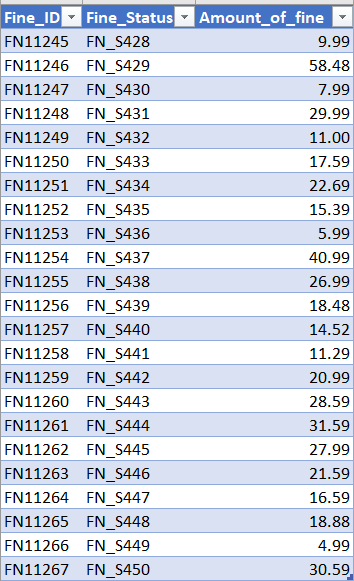 Fine_ID Fine_Status Amount_of_fine
FN11245 FN_S428 9.99
FN11246 FN_S429 58.48
FN11247 FN_S430 7.99
FN11248 FN_S431 29.99
FN11249 FN_S432 11.00
FN11250 FN_S433 17.59
FN11251 FN_S434 22.69
FN11252 FN_S435 15.39
FN11253 FN_S436 5.99
FN11254 FN_S437 40.99
FN11255 FN_S438 26.99
FN11256 FN_S439 18.48
FN11257 FN_S440 14.52
FN11258 FN_S441 11.29
FN11259 FN_S442 20.99
FN11260 FN_S443 28.59
FN11261 FN_S444 31.59
FN11262 FN_S445 27.99
FN11263 FN_S446 21.59
FN11264 FN_S447 16.59
FN11265 FN_S448 18.88
FN11266 FN_S449 4.99
FN11267 FN_S450 30.59